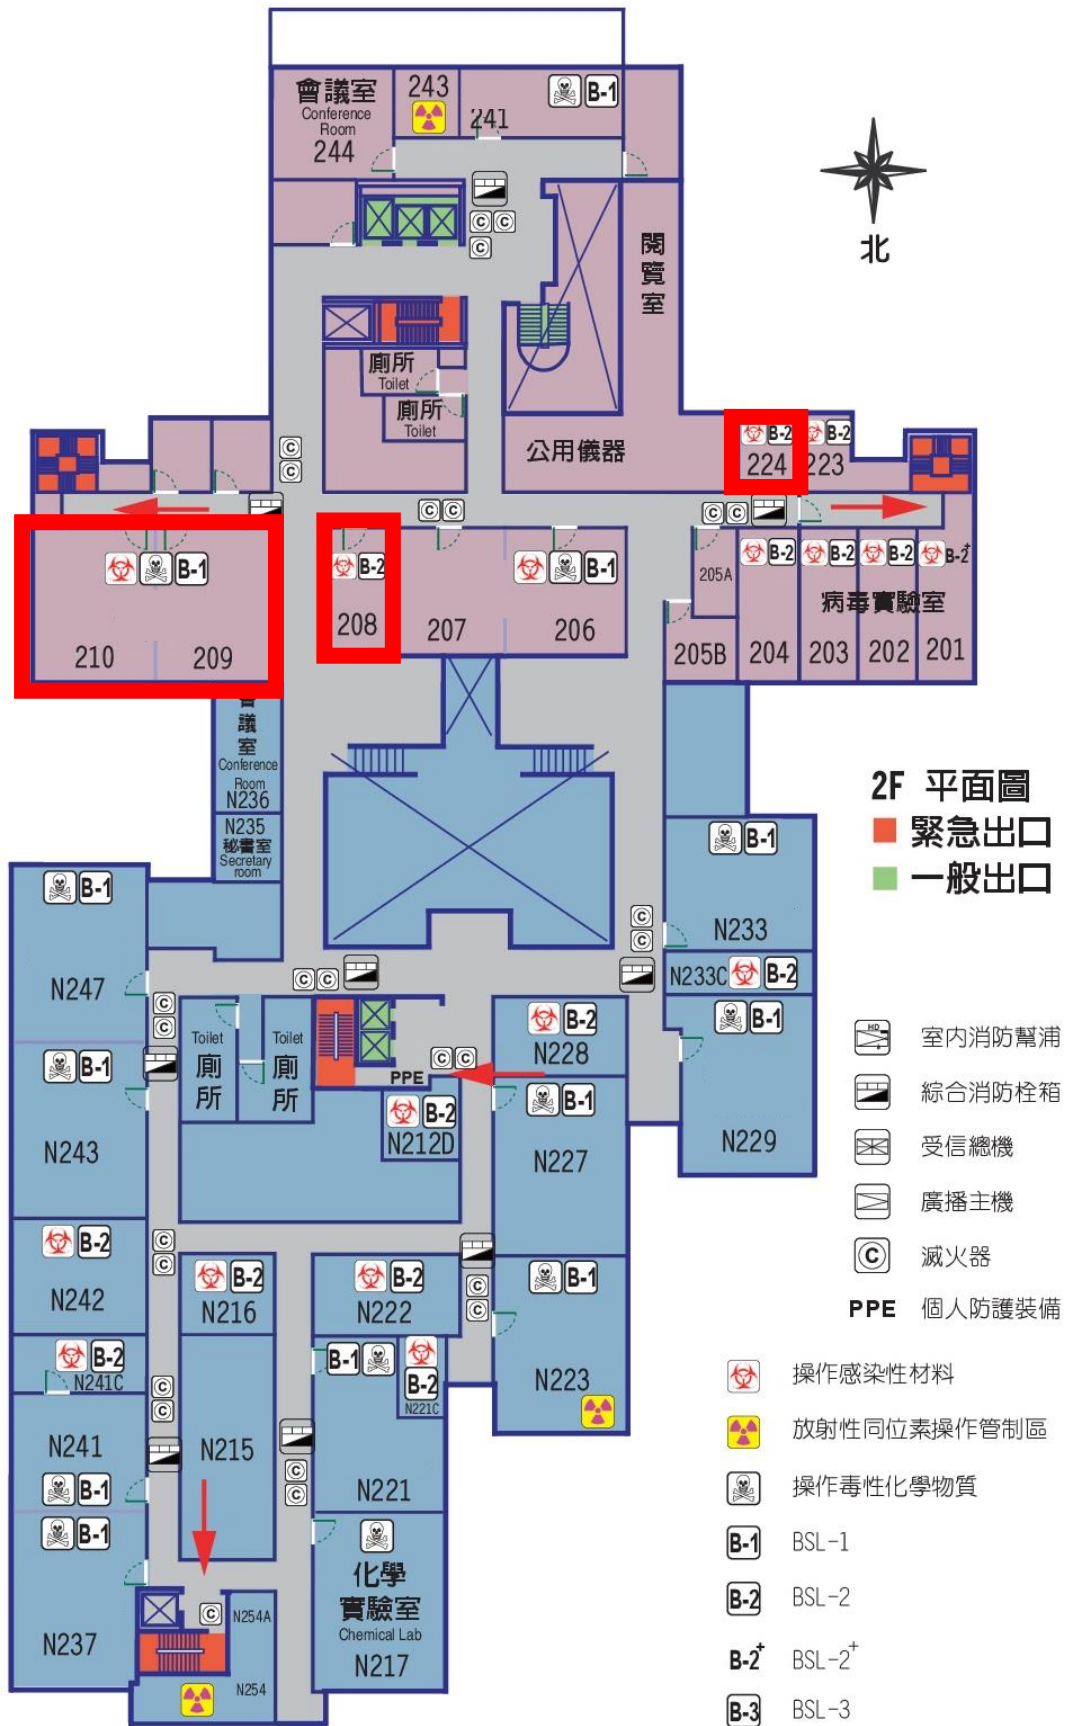 會議室
Conference
Room
244
243
B-1
241
北
閱覽室
廁所
Toilet
廁所
Toilet
公用儀器
B-2
224
B-2
223
B-1
210
209
B-2
208
207
B-1
206
205A
205B
B-2
204
B-2
203
B-2
202
B-2+
201
病毒實驗室
會議室
Conference
Room
N236
N235
秘書室
Secretary
room
2F 平面圖
緊急出口
一般出口
B-1
N233
N233C
B-2
B-1
N229
B-1
N247
B-1
N243
Toilet
廁所
Toilet
廁所
PPE
B-2
N228
B-2
N212D
B-1
N227
B-2
N242
B-2
N216
B-2
N222
B-1
N223
B-2
N241C
B-1
B-2
N221C
N241
B-1
N215
N221
B-1
N237
化學
實驗室
Chemical Lab
N217
N254A
N254
HD
室內消防幫浦
綜合消防栓箱
受信總機
廣播主機
C
滅火器
PPE 個人防護裝備
操作感染性材料
放射性同位素操作管制區
操作毒性化學物質
B-1 BSL-1
B-2 BSL-2
B-2+ BSL-2+
B-3 BSL-3